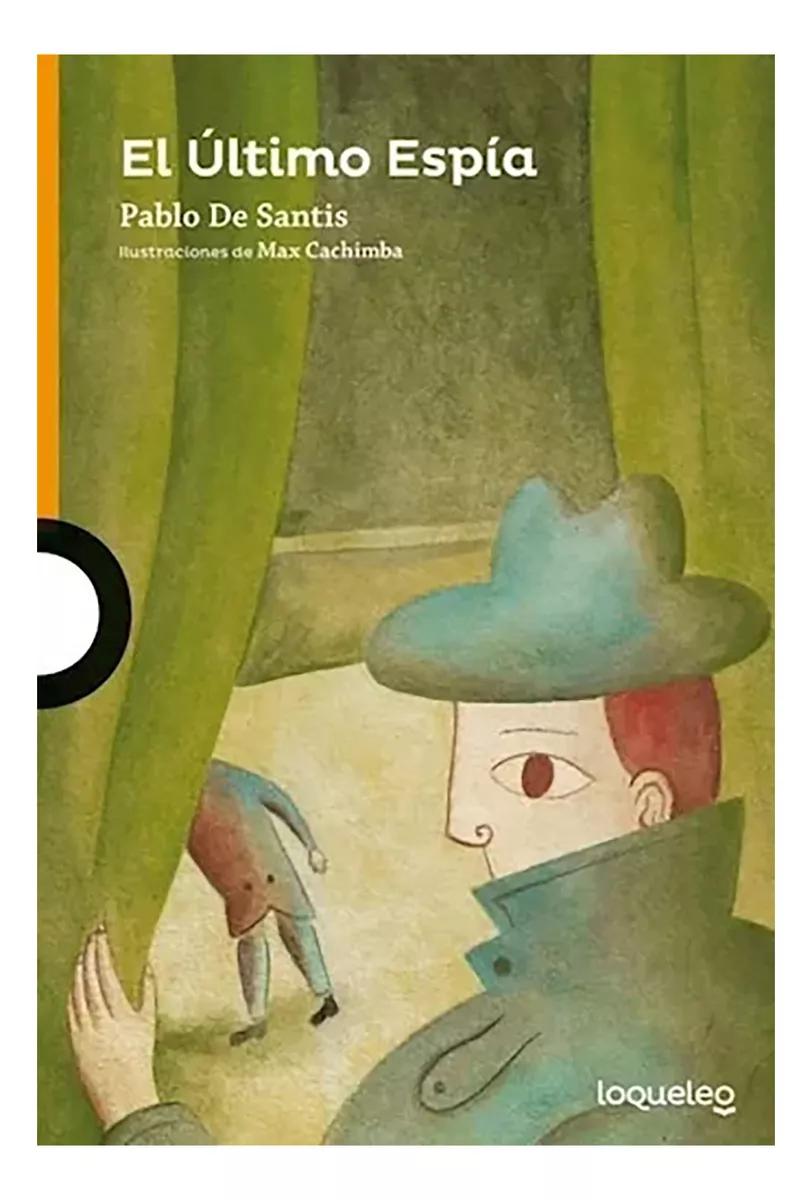 El Último Espía
Pablo De Santis
Ilustraciones de Max Cachimba
loqueleo